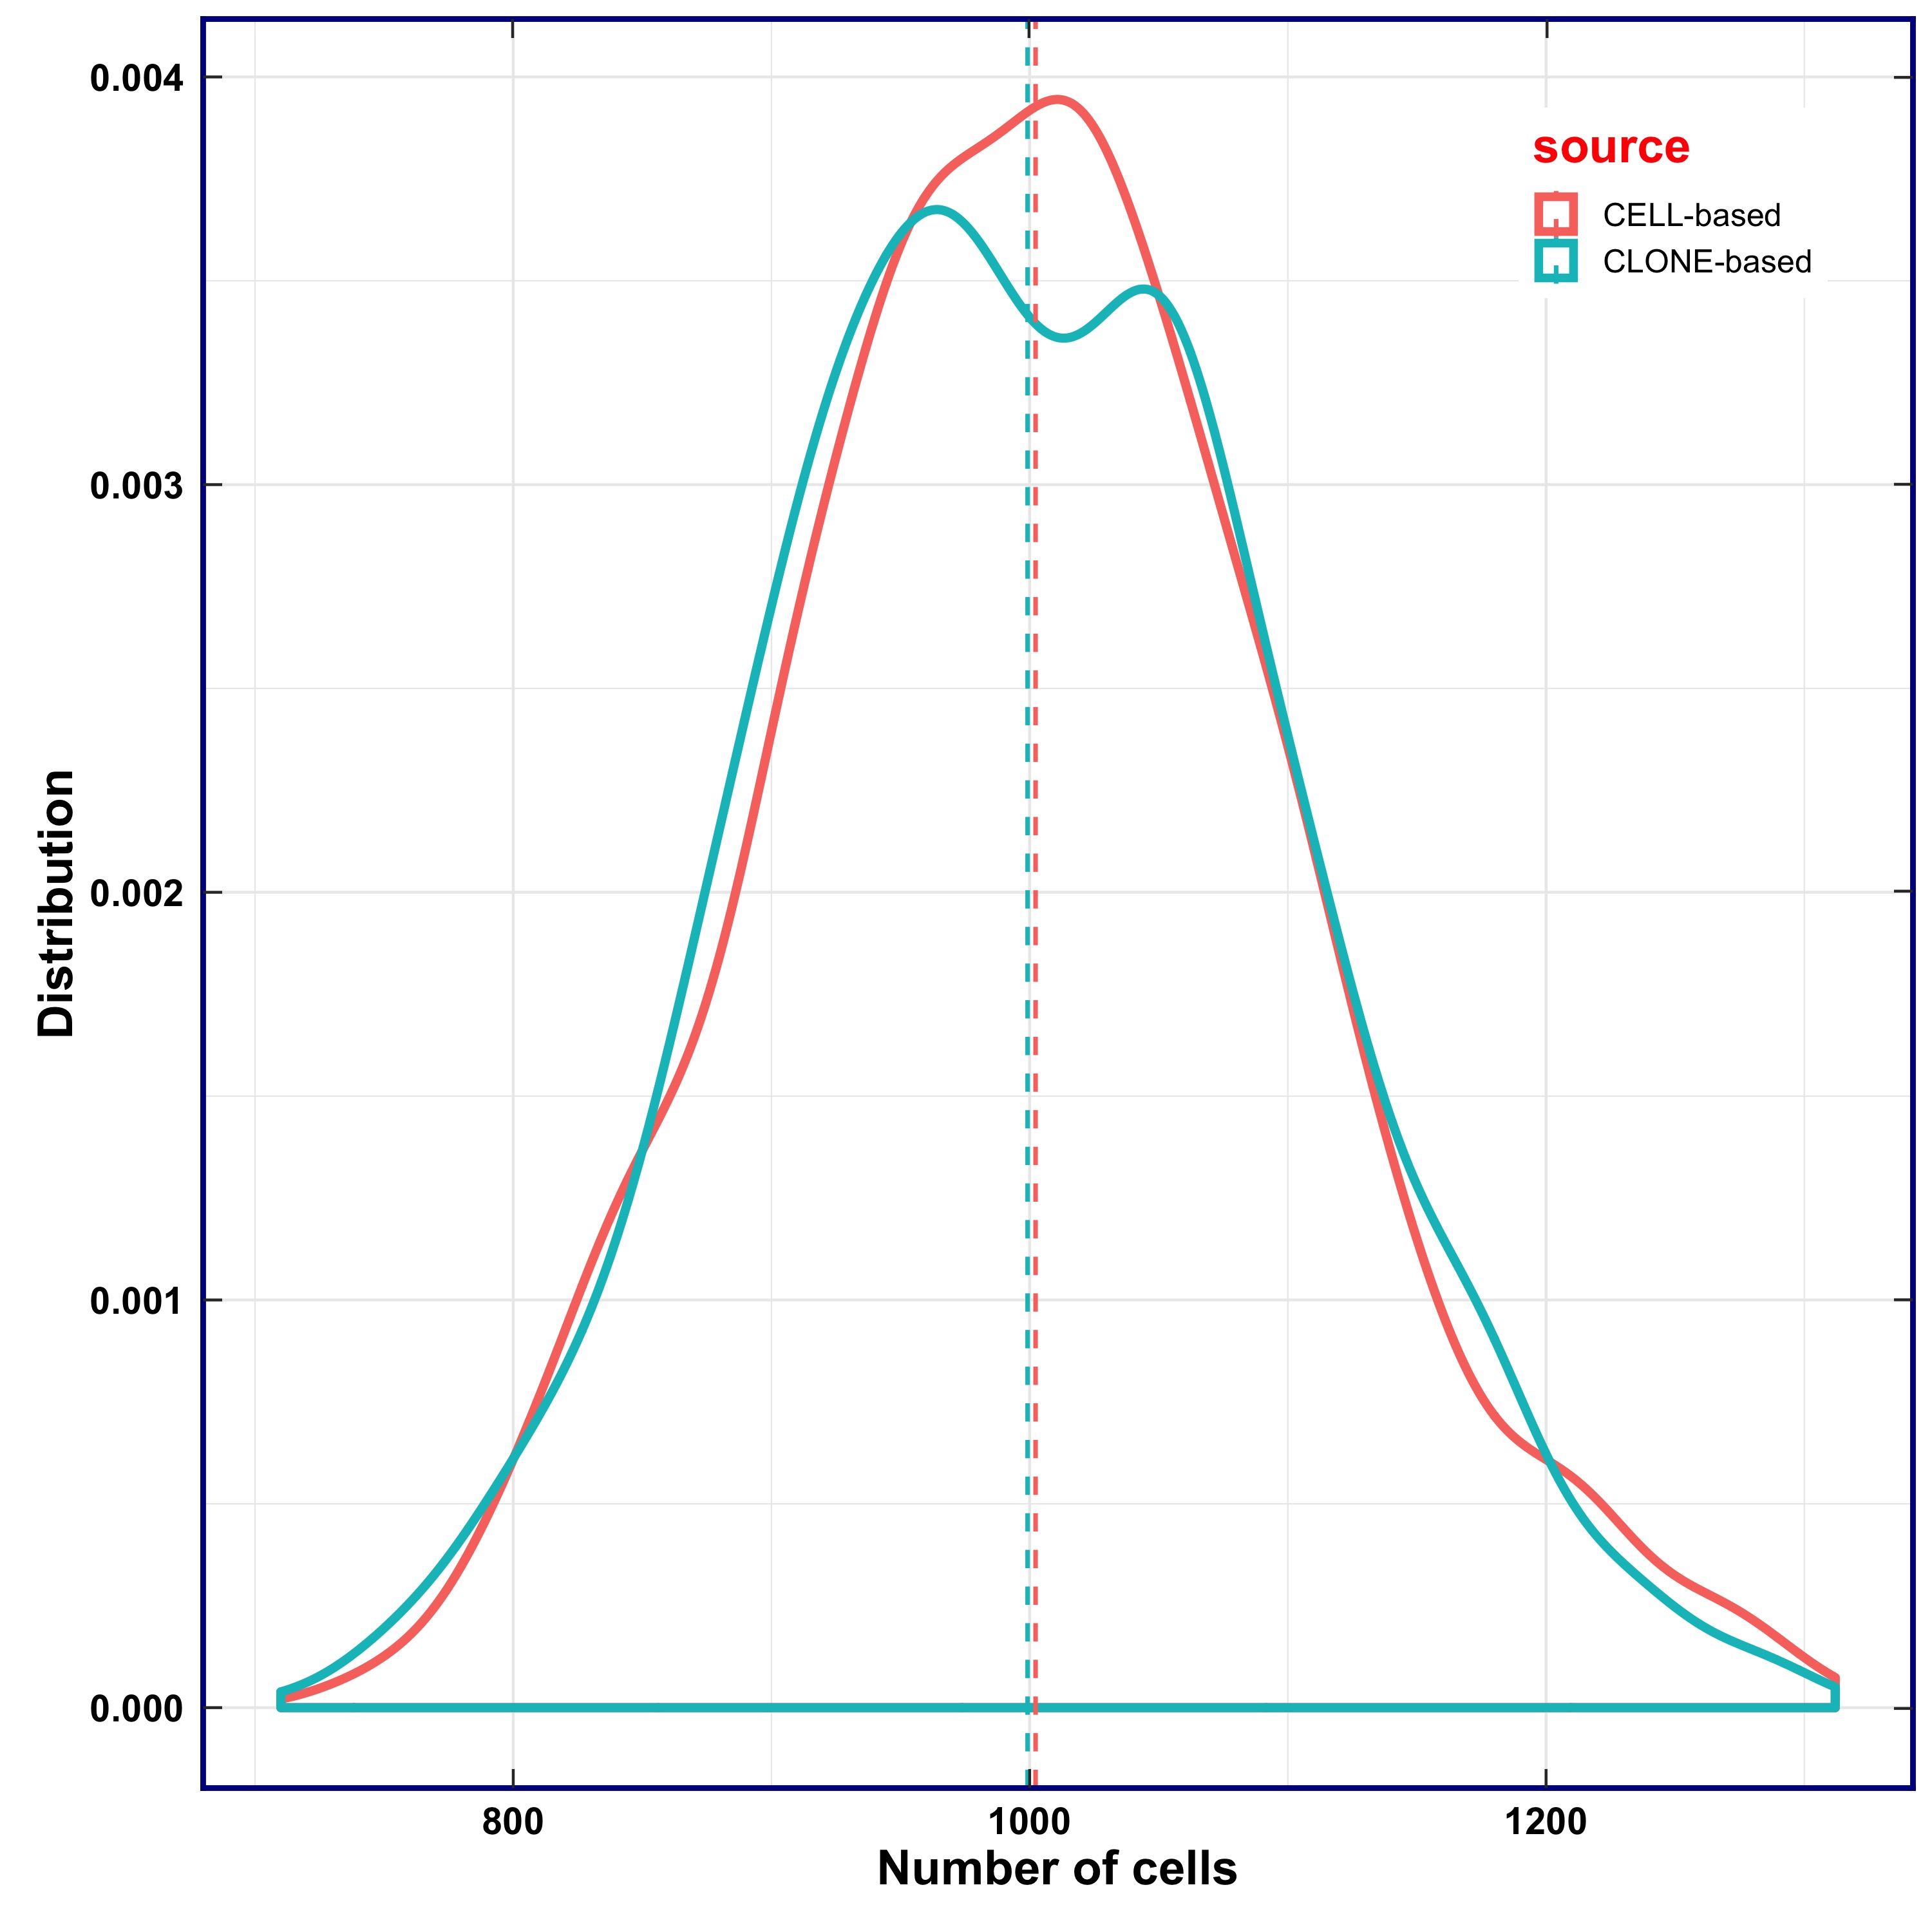 0.004
0.003
0.002
0.001
0.000
Distribution
800
1000
1200
Number of cells
source
CELL-based
CLONE-based